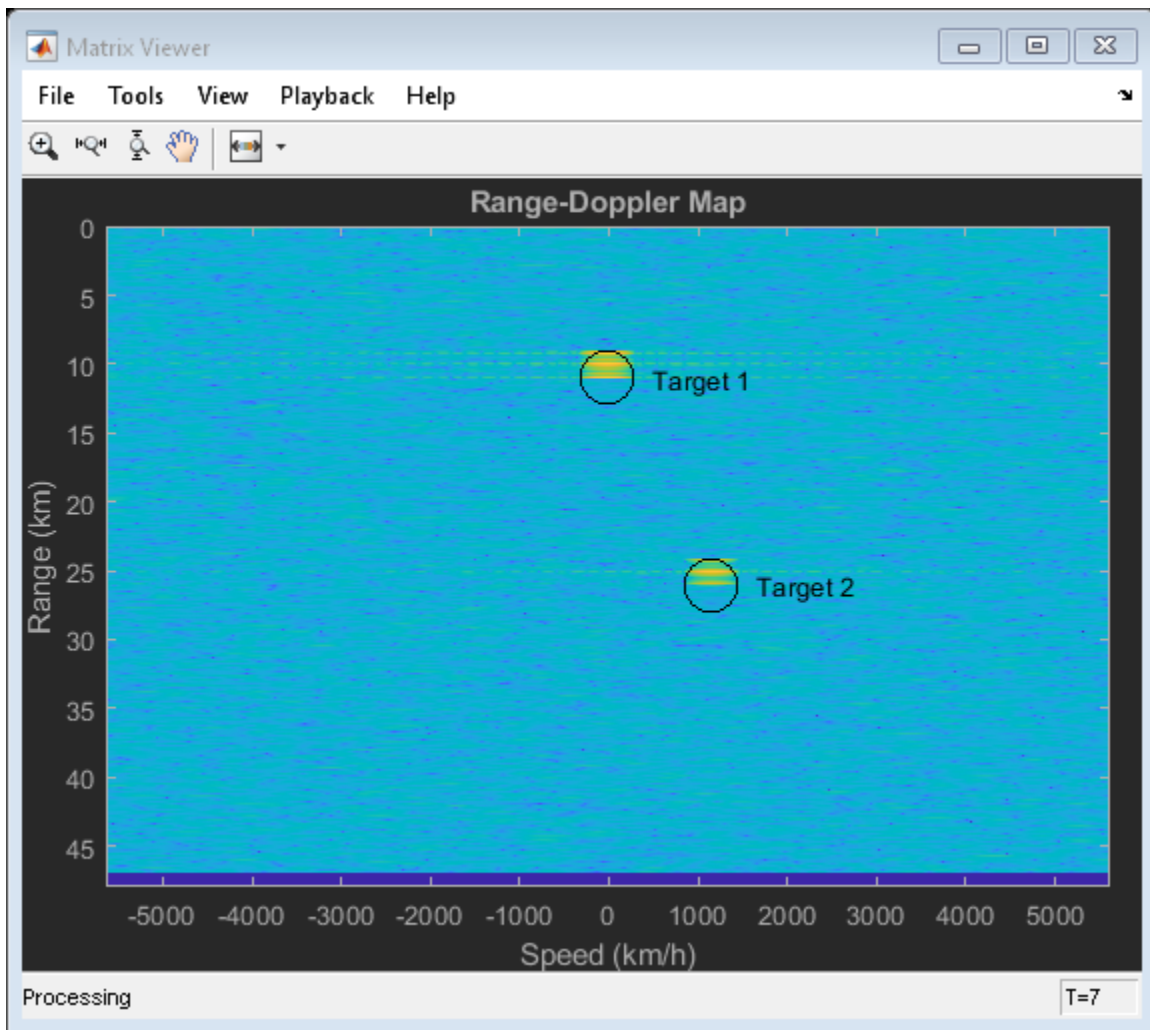 Matrix Viewer
File Tools View Playback Help
Range-Doppler Map
0
5
10
Target 1
15
20
25
Target 2
30
35
40
45
Range (km)
-5000 -4000 -3000 -2000 -1000 0 1000 2000 3000 4000 5000
Speed (km/h)
Processing T=7